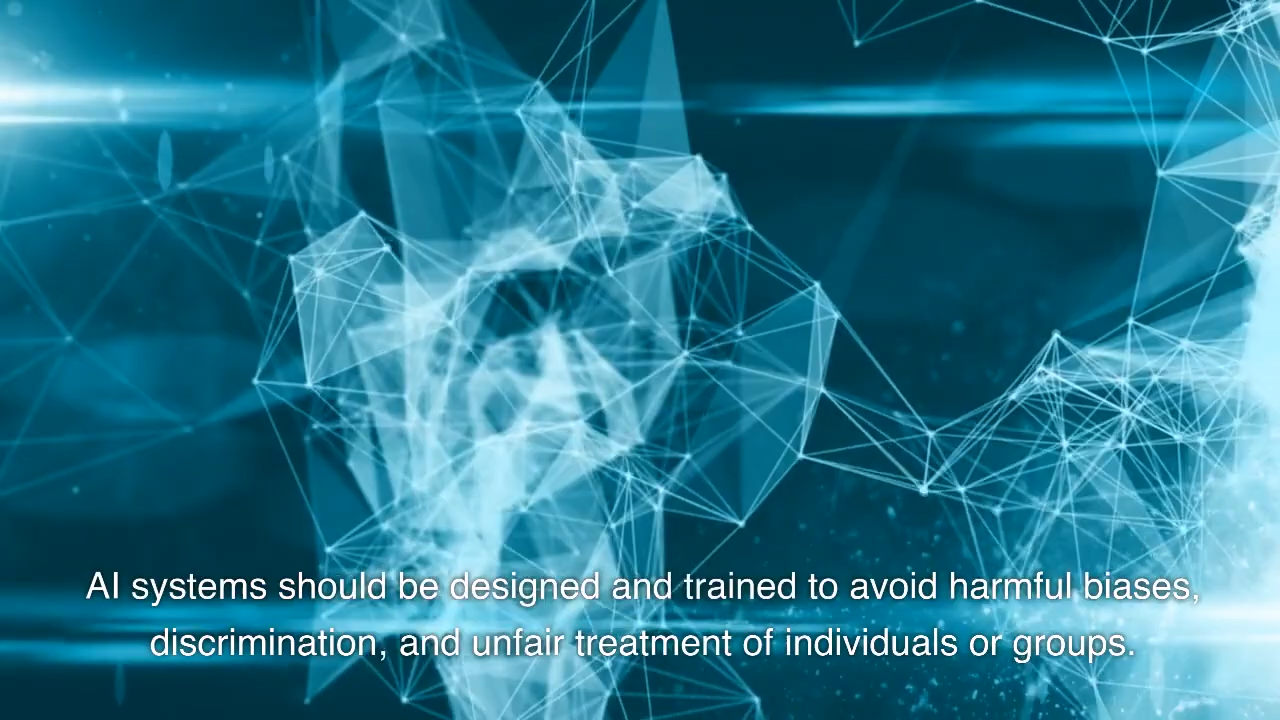 AI systems should be designed and trained to avoid harmful biases,
discrimination, and unfair treatment of individuals or groups.